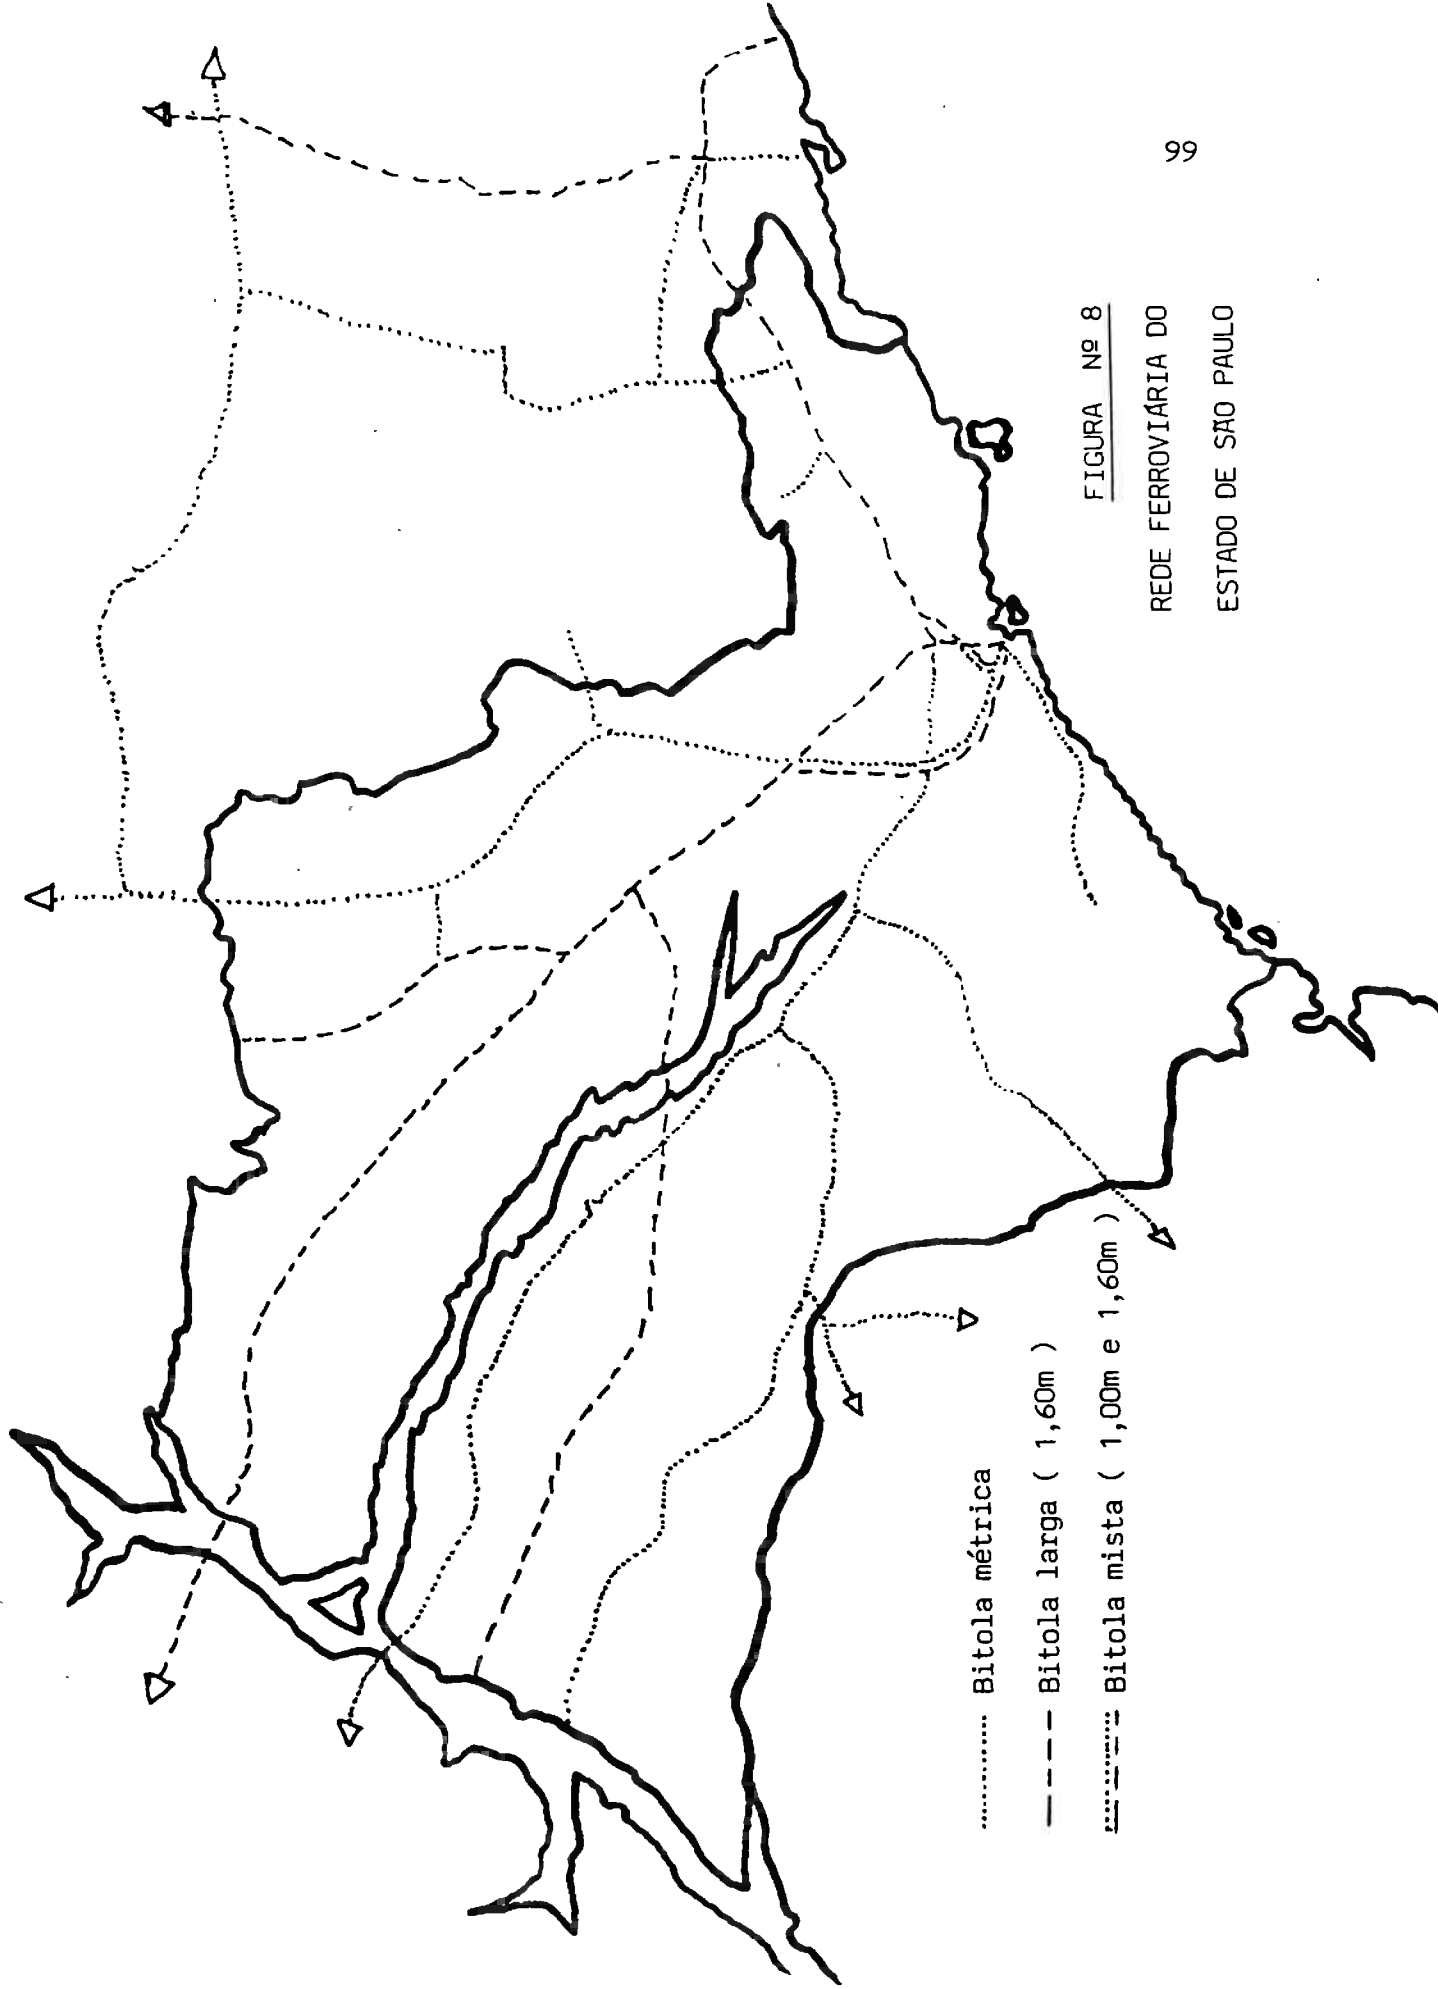 99
FIGURA Nº 8
REDE FERROVIÁRIA DO
ESTADO DE SÃO PAULO
Bitola métrica
Bitola larga ( 1,60m )
Bitola mista ( 1,00m e 1,60m )